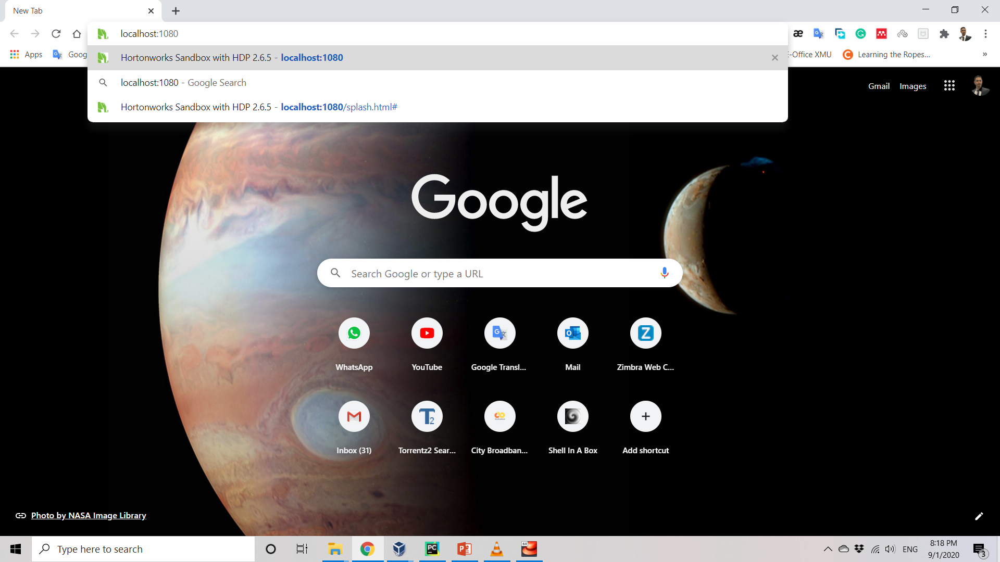 New Tab
localhost:1080
Hortonworks Sandbox with HDP 2.6.5 - localhost:1080
Apps
Goog
E-Office XMU
Learning the Ropes...
localhost:1080 - Google Search
Gmail
Images
Hortonworks Sandbox with HDP 2.6.5 - localhost:1080/splash.html#
Google
Search Google or type a URL
WhatsApp
YouTube
Google Transl...
Mail
Zimbra Web C...
Inbox (31)
Torrentz2 Sear...
City Broadban...
Shell In A Box
Add shortcut
Photo by NASA Image Library
Type here to search
ENG
8:18 PM
9/1/2020
3